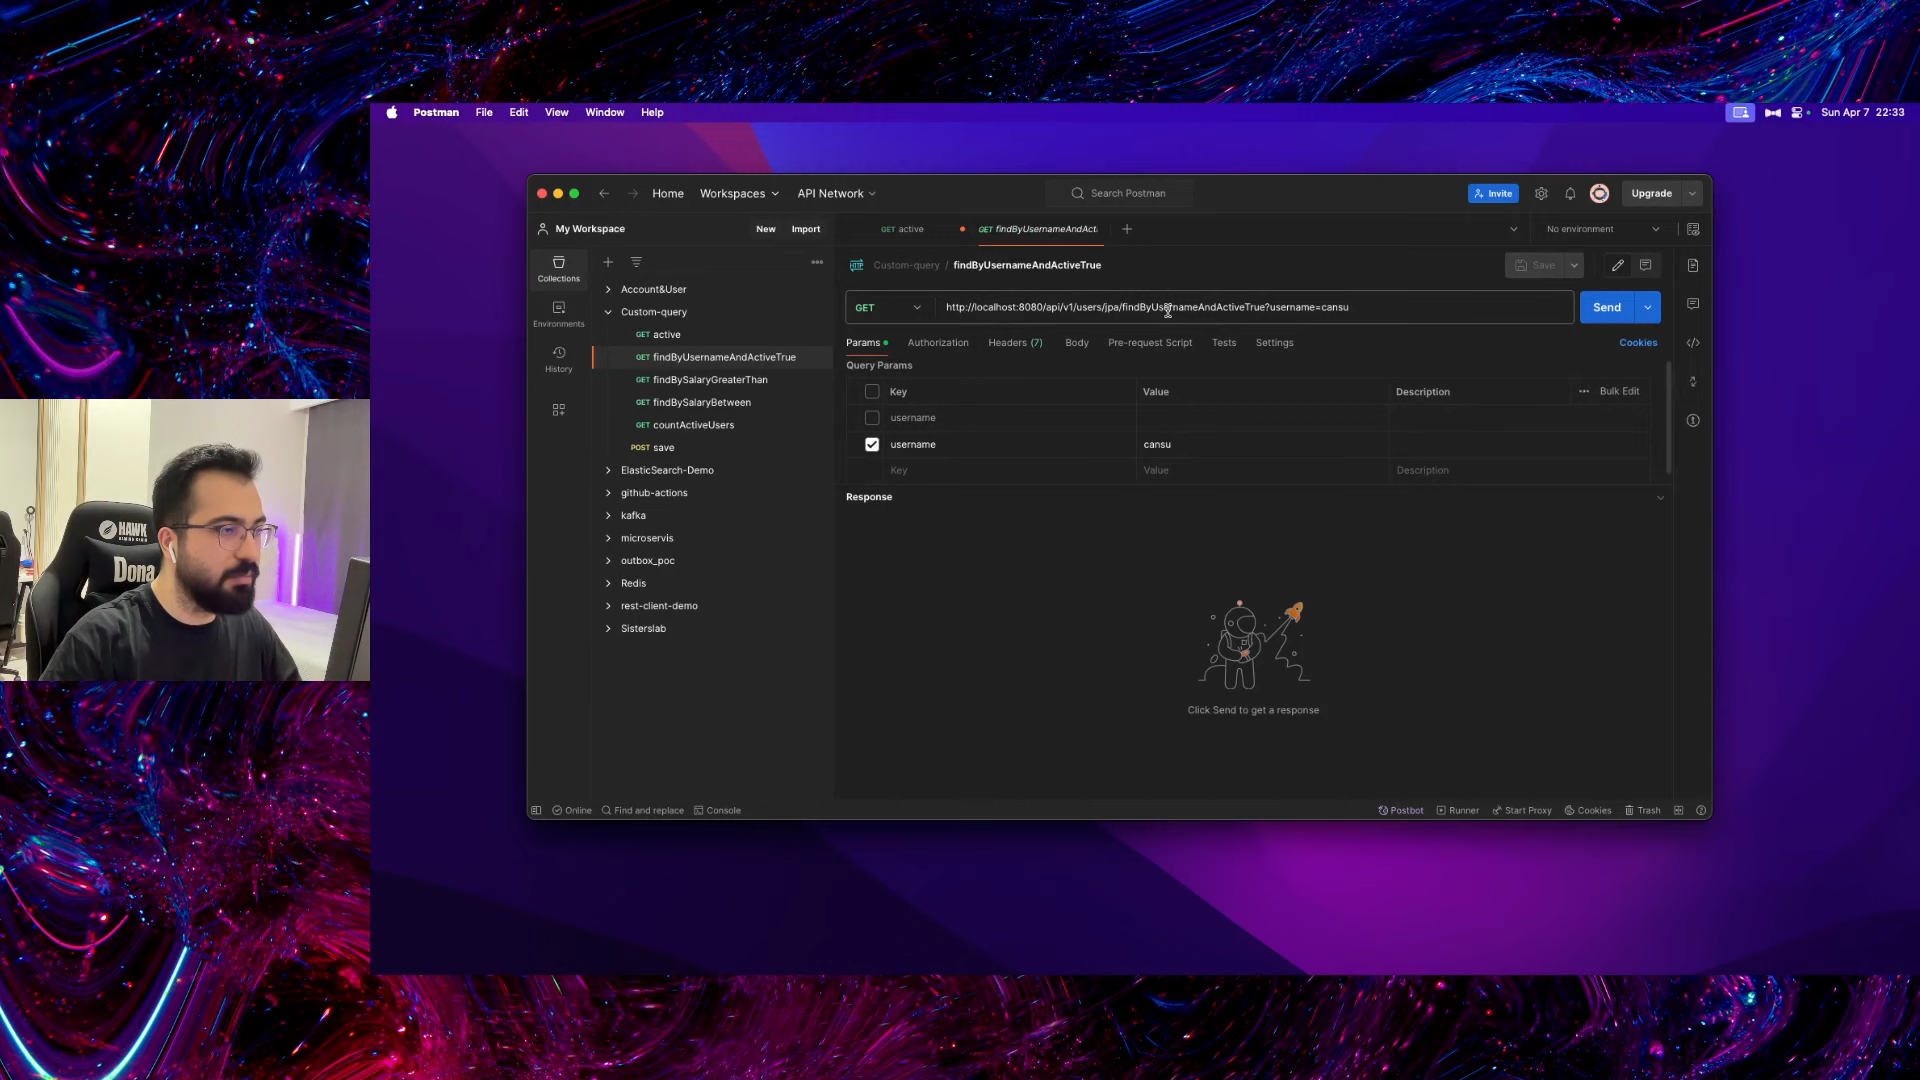 Postman File Edit View Window Help Sun Apr 7 22:33
Home Workspaces API Network Search Postman Invite Upgrade
My Workspace New Import GET active GET findByUsernameAndAct No environment
Custom-query / findByUsernameAndActiveTrue Save
GET http://localhost:8080/api/v1/users/jpa/findByUsernameAndActiveTrue?username=cansu Send
Params Authorization Headers (7) Body Pre-request Script Tests Settings Cookies
Query Params
Key Value Description Bulk Edit
username
username cansu
Key Value Description
Response
Click Send to get a response
Collections
Environments
History
Account&User
Custom-query
GET active
GET findByUsernameAndActiveTrue
GET findBySalaryGreaterThan
GET findBySalaryBetween
GET countActiveUsers
POST save
ElasticSearch-Demo
github-actions
kafka
microservis
outbox_poc
Redis
rest-client-demo
Sisterslab
Online Find and replace Console Postbot Runner Start Proxy Cookies Trash
HAWK
GAMING CHAIR
Dona